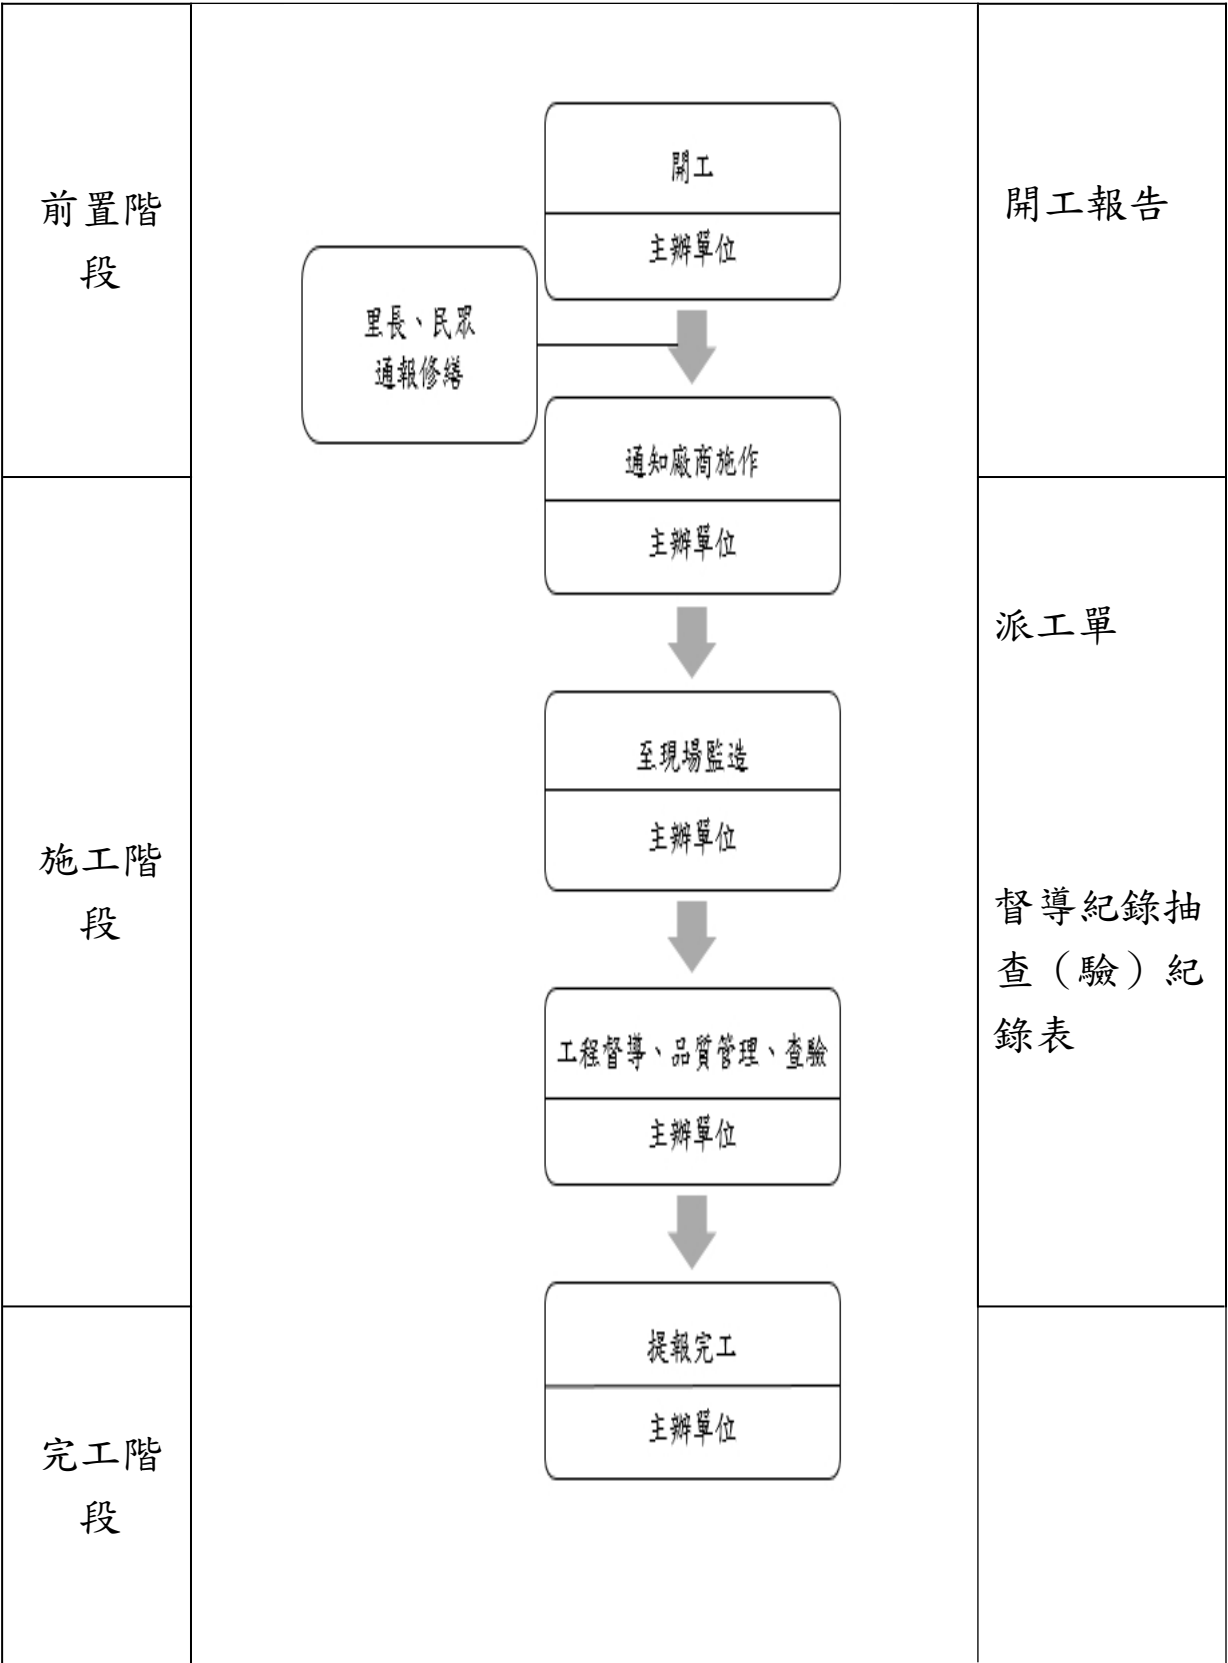 前置階
段
開工
主辦單位
里長、民眾
通報修繕
開工報告
通知廠商施作
主辦單位
施工階
段
至現場監造
主辦單位
工程督導、品質管理、查驗
主辦單位
派工單
督導紀錄抽
查（驗）紀
錄表
完工階
段
提報完工
主辦單位